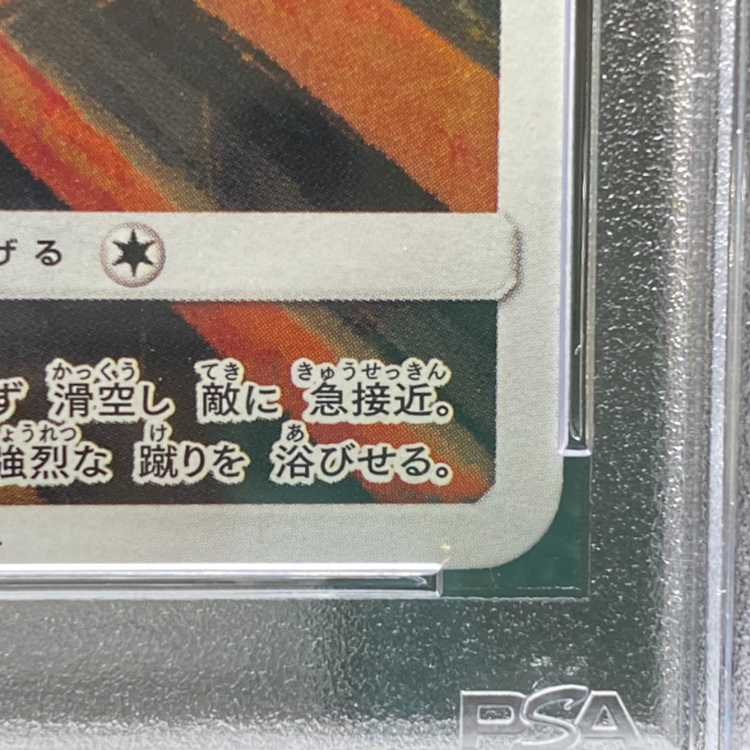 げる
ず 滑空し 敵に 急接近。
強烈な 蹴りを 浴びせる。
PSA